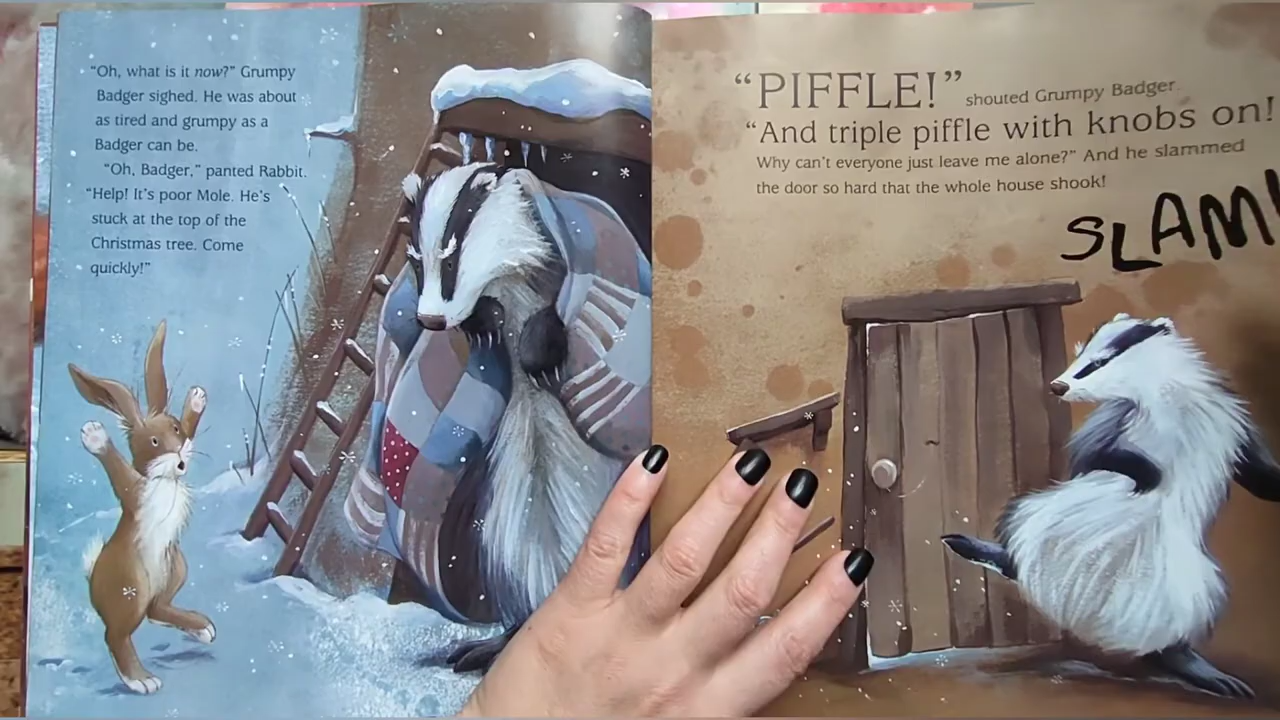 “Oh, what is it now?” Grumpy
Badger sighed. He was about
as tired and grumpy as a
Badger can be.
“Oh, Badger,” panted Rabbit.
“Help! It’s poor Mole. He’s
stuck at the top of the
Christmas tree. Come
quickly!”
“PIFFLE!” shouted Grumpy Badger.
“And triple piffle with knobs on!
Why can’t everyone just leave me alone?” And he slammed
the door so hard that the whole house shook!
SLAM!